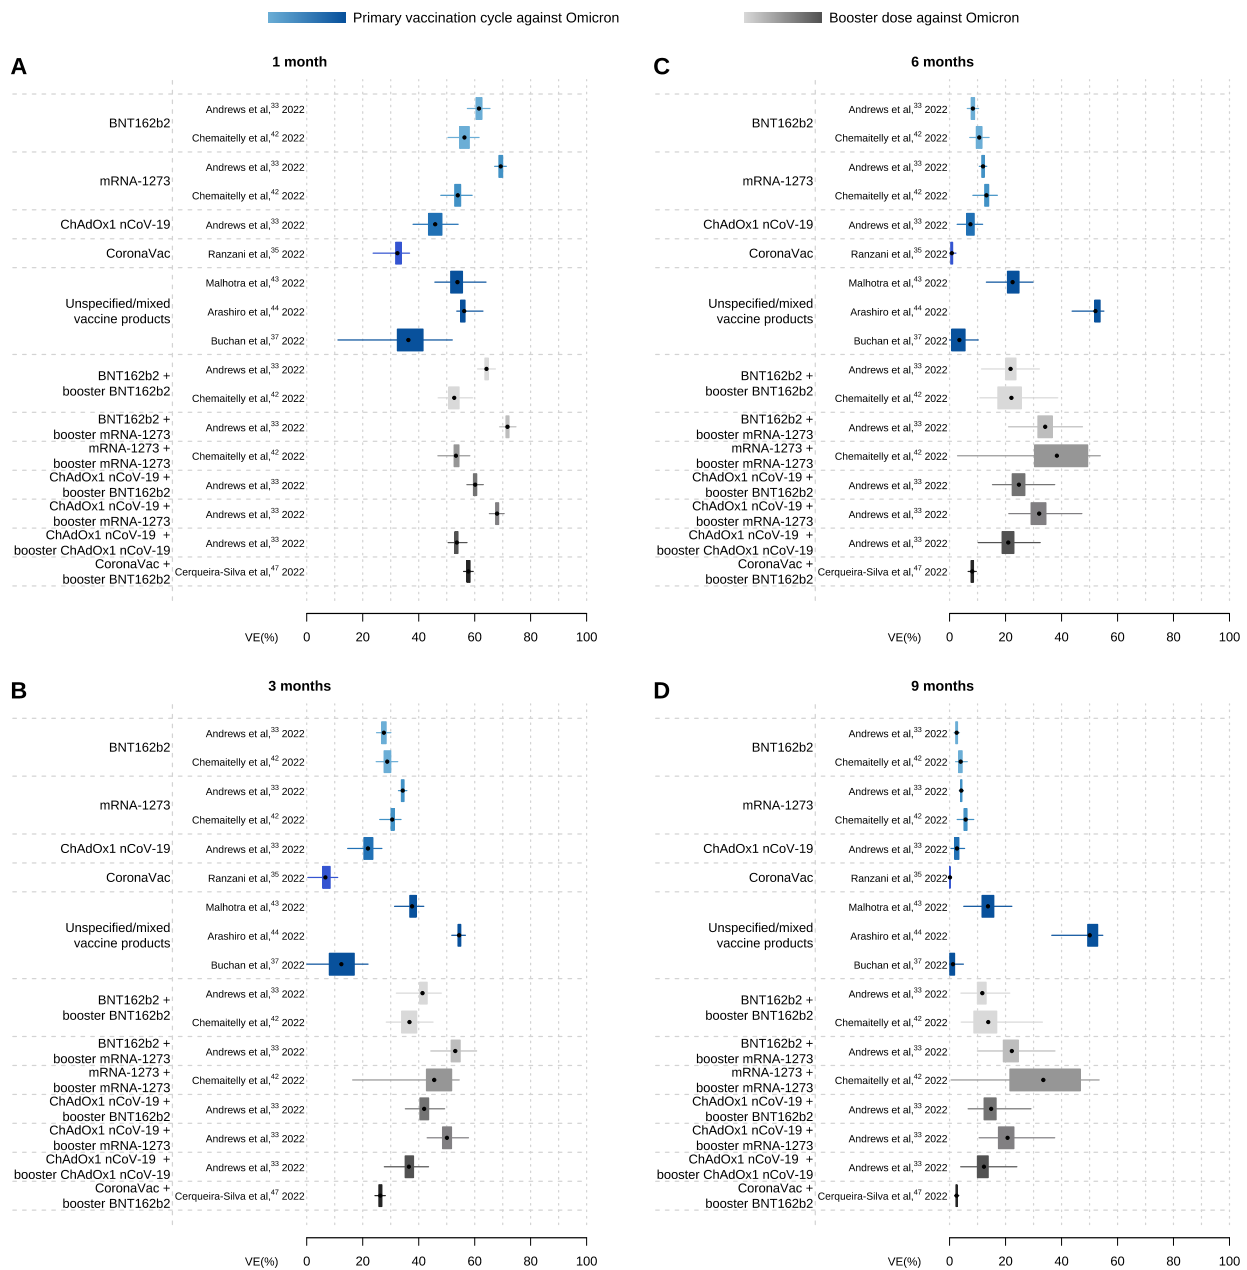 Primary vaccination cycle against Omicron
Booster dose against Omicron
A
1 month
BNT162b2
Andrews et al,33 2022
Chemaitelly et al,42 2022
mRNA-1273
Andrews et al,33 2022
Chemaitelly et al,42 2022
ChAdOx1 nCoV-19
Andrews et al,33 2022
CoronaVac
Ranzani et al,35 2022
Unspecified/mixed
vaccine products
Malhotra et al,43 2022
Arashiro et al,44 2022
Buchan et al,37 2022
BNT162b2 +
booster BNT162b2
Andrews et al,33 2022
Chemaitelly et al,42 2022
BNT162b2 +
booster mRNA-1273
Andrews et al,33 2022
mRNA-1273 +
booster mRNA-1273
Chemaitelly et al,42 2022
ChAdOx1 nCoV-19 +
booster BNT162b2
Andrews et al,33 2022
ChAdOx1 nCoV-19 +
booster mRNA-1273
Andrews et al,33 2022
ChAdOx1 nCoV-19 +
booster ChAdOx1 nCoV-19
Andrews et al,33 2022
CoronaVac +
booster BNT162b2
Cerqueira-Silva et al,47 2022
VE(%) 0 20 40 60 80 100
C
6 months
BNT162b2
Andrews et al,33 2022
Chemaitelly et al,42 2022
mRNA-1273
Andrews et al,33 2022
Chemaitelly et al,42 2022
ChAdOx1 nCoV-19
Andrews et al,33 2022
CoronaVac
Ranzani et al,35 2022
Unspecified/mixed
vaccine products
Malhotra et al,43 2022
Arashiro et al,44 2022
Buchan et al,37 2022
BNT162b2 +
booster BNT162b2
Andrews et al,33 2022
Chemaitelly et al,42 2022
BNT162b2 +
booster mRNA-1273
Andrews et al,33 2022
mRNA-1273 +
booster mRNA-1273
Chemaitelly et al,42 2022
ChAdOx1 nCoV-19 +
booster BNT162b2
Andrews et al,33 2022
ChAdOx1 nCoV-19 +
booster mRNA-1273
Andrews et al,33 2022
ChAdOx1 nCoV-19 +
booster ChAdOx1 nCoV-19
Andrews et al,33 2022
CoronaVac +
booster BNT162b2
Cerqueira-Silva et al,47 2022
VE(%) 0 20 40 60 80 100
B
3 months
BNT162b2
Andrews et al,33 2022
Chemaitelly et al,42 2022
mRNA-1273
Andrews et al,33 2022
Chemaitelly et al,42 2022
ChAdOx1 nCoV-19
Andrews et al,33 2022
CoronaVac
Ranzani et al,35 2022
Unspecified/mixed
vaccine products
Malhotra et al,43 2022
Arashiro et al,44 2022
Buchan et al,37 2022
BNT162b2 +
booster BNT162b2
Andrews et al,33 2022
Chemaitelly et al,42 2022
BNT162b2 +
booster mRNA-1273
Andrews et al,33 2022
mRNA-1273 +
booster mRNA-1273
Chemaitelly et al,42 2022
ChAdOx1 nCoV-19 +
booster BNT162b2
Andrews et al,33 2022
ChAdOx1 nCoV-19 +
booster mRNA-1273
Andrews et al,33 2022
ChAdOx1 nCoV-19 +
booster ChAdOx1 nCoV-19
Andrews et al,33 2022
CoronaVac +
booster BNT162b2
Cerqueira-Silva et al,47 2022
VE(%) 0 20 40 60 80 100
D
9 months
BNT162b2
Andrews et al,33 2022
Chemaitelly et al,42 2022
mRNA-1273
Andrews et al,33 2022
Chemaitelly et al,42 2022
ChAdOx1 nCoV-19
Andrews et al,33 2022
CoronaVac
Ranzani et al,35 2022
Unspecified/mixed
vaccine products
Malhotra et al,43 2022
Arashiro et al,44 2022
Buchan et al,37 2022
BNT162b2 +
booster BNT162b2
Andrews et al,33 2022
Chemaitelly et al,42 2022
BNT162b2 +
booster mRNA-1273
Andrews et al,33 2022
mRNA-1273 +
booster mRNA-1273
Chemaitelly et al,42 2022
ChAdOx1 nCoV-19 +
booster BNT162b2
Andrews et al,33 2022
ChAdOx1 nCoV-19 +
booster mRNA-1273
Andrews et al,33 2022
ChAdOx1 nCoV-19 +
booster ChAdOx1 nCoV-19
Andrews et al,33 2022
CoronaVac +
booster BNT162b2
Cerqueira-Silva et al,47 2022
VE(%) 0 20 40 60 80 100